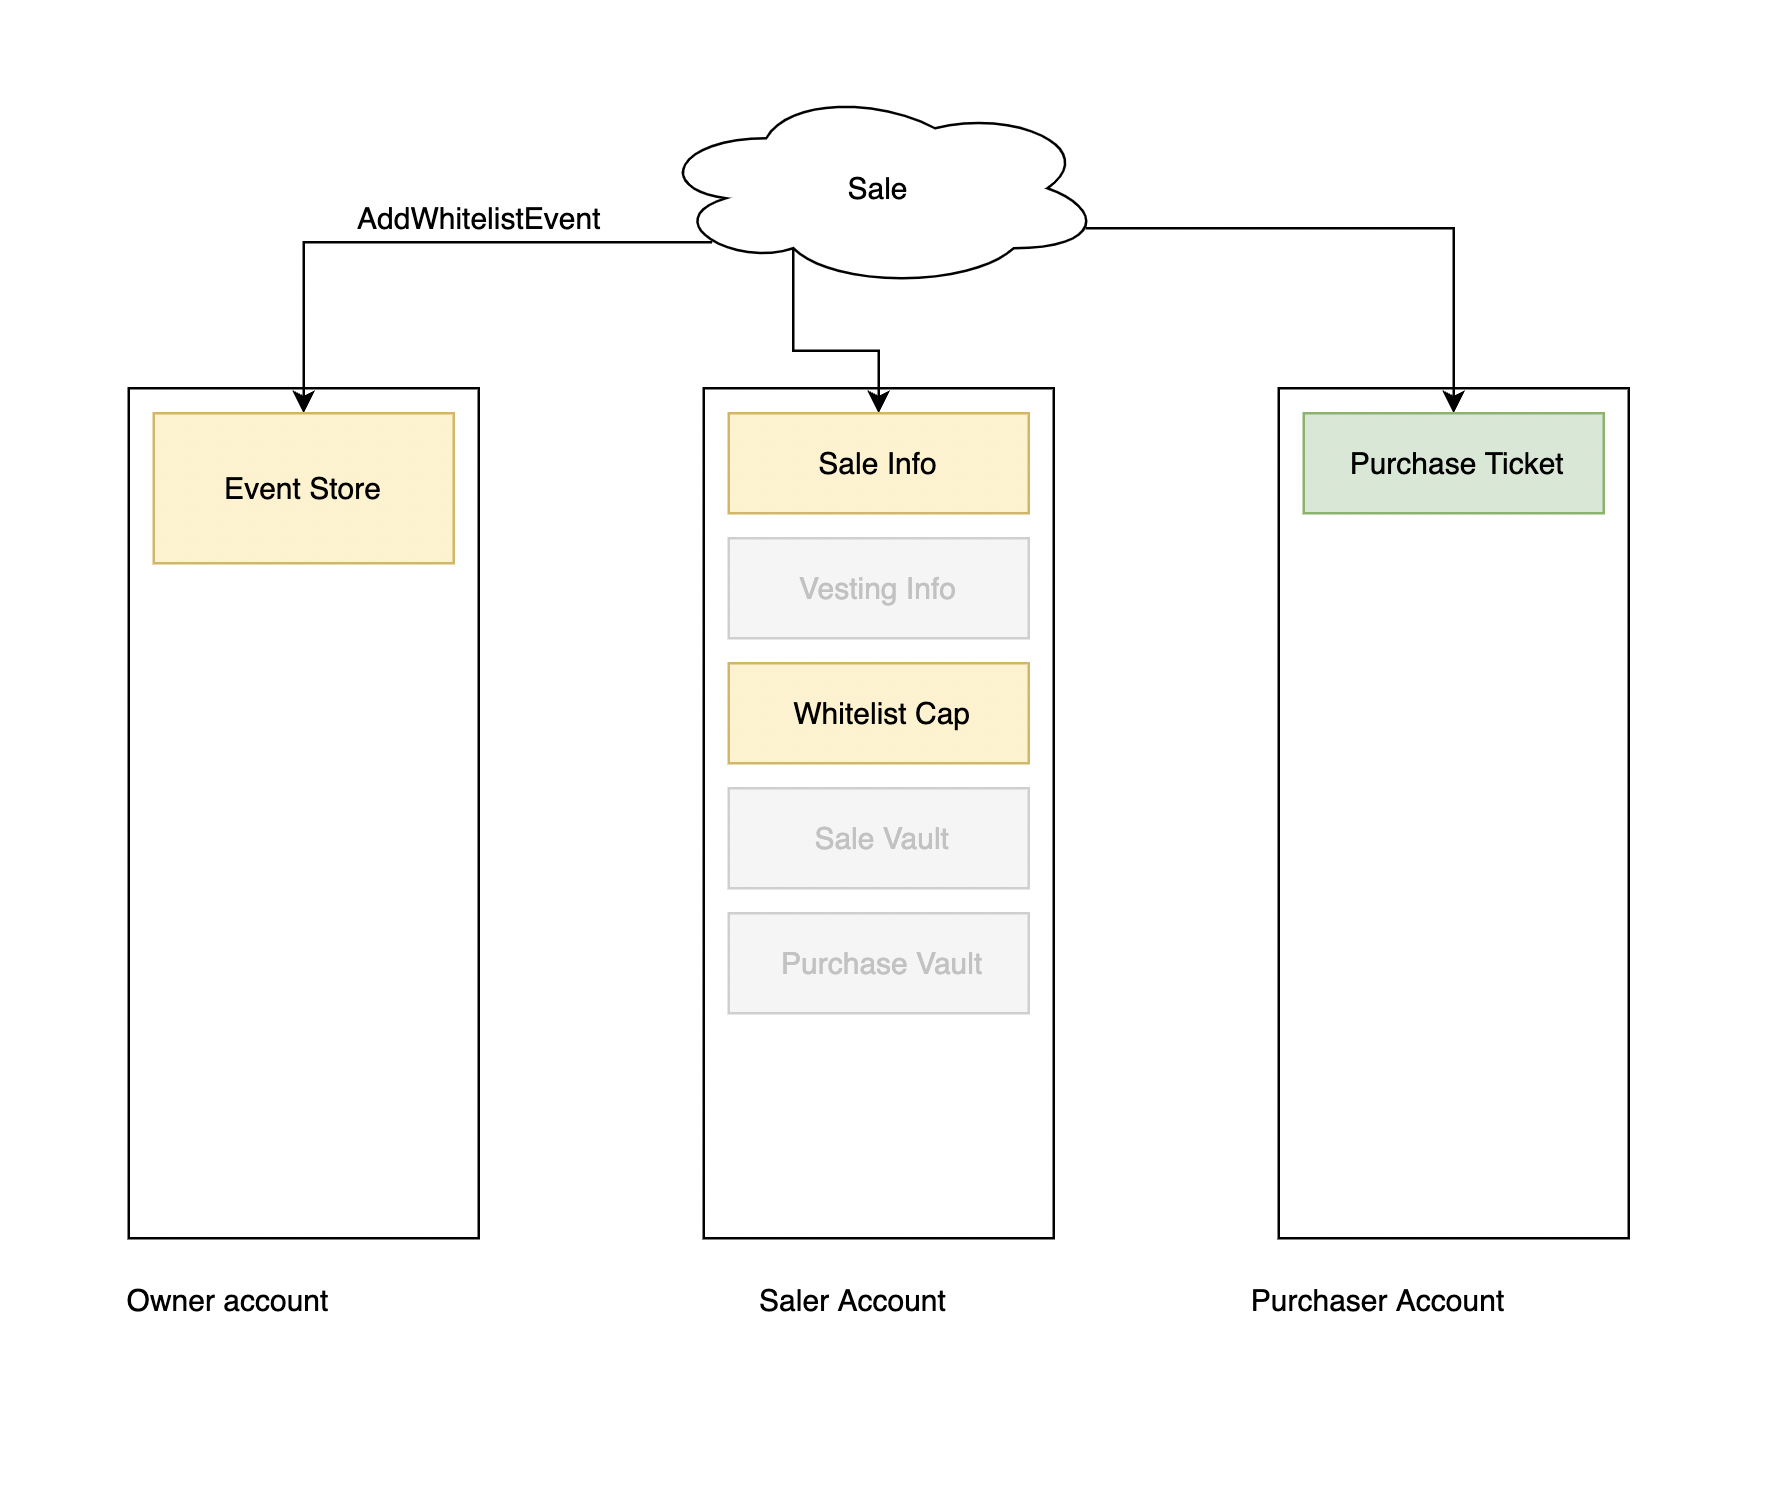 Sale
AddWhitelistEvent
Event Store
Sale Info
Vesting Info
Whitelist Cap
Sale Vault
Purchase Vault
Purchase Ticket
Owner account
Saler Account
Purchaser Account